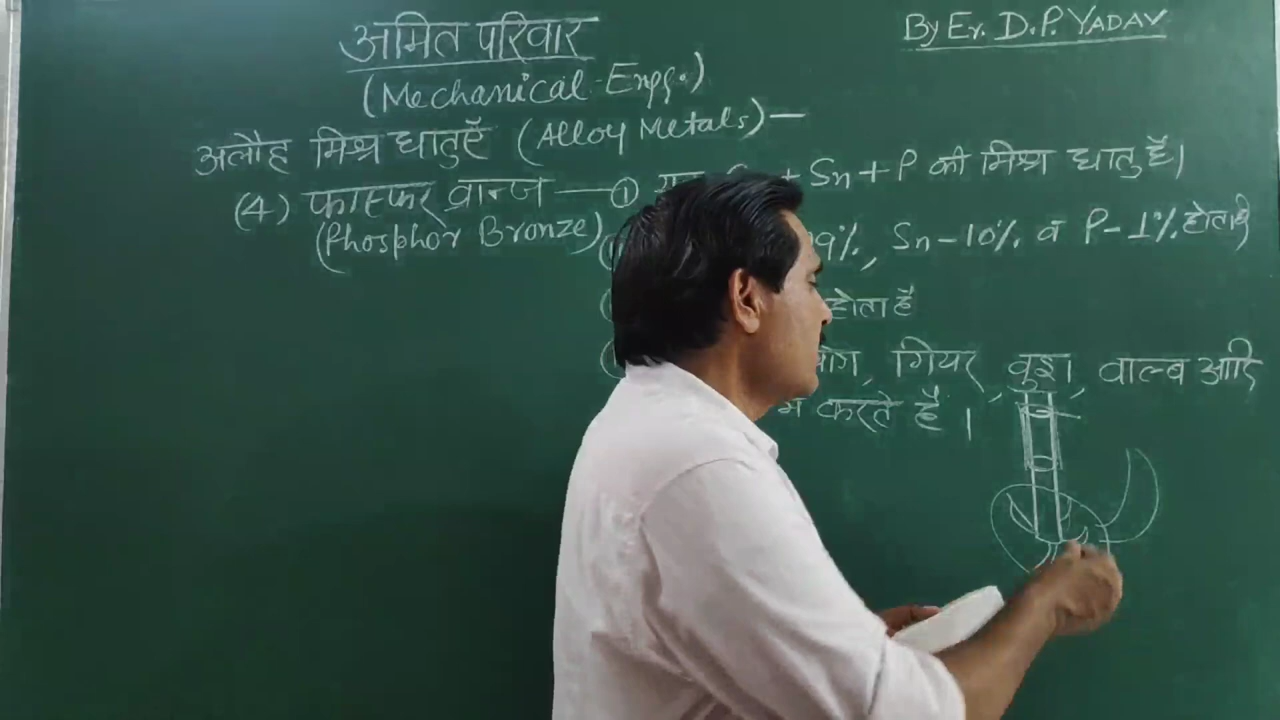 अमित परिवार
By Er. D.P. YADAV
(Mechanical Engg.)
अलौह मिश्र धातुएँ (Alloy Metals)—
(4) फास्फर ब्रान्ज — ① + Sn + P की मिश्र धातु हैं।
(Phosphor Bronze) 9%, Sn - 10% व P - 1% होता है
होता है
गियर, वुश, वाल्ब आदि
करते हैं।